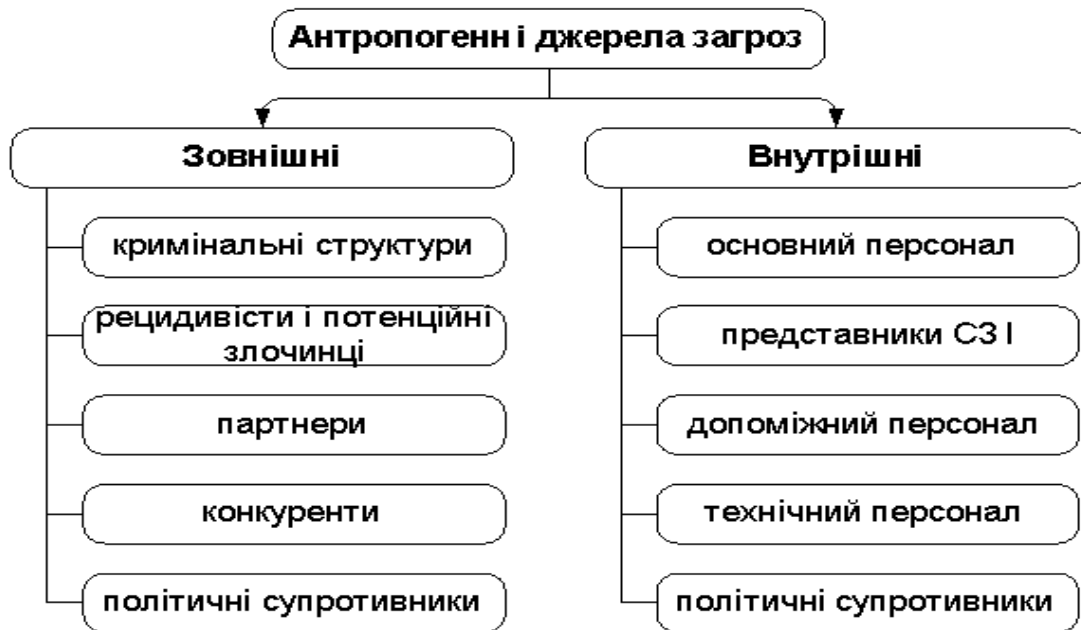 Антропогенні джерела загроз
Зовнішні
кримінальні структури
рецидивісти і потенційні
злочинці
партнери
конкуренти
політичні супротивники
Внутрішні
основний персонал
представники СЗІ
допоміжний персонал
технічний персонал
політичні супротивники